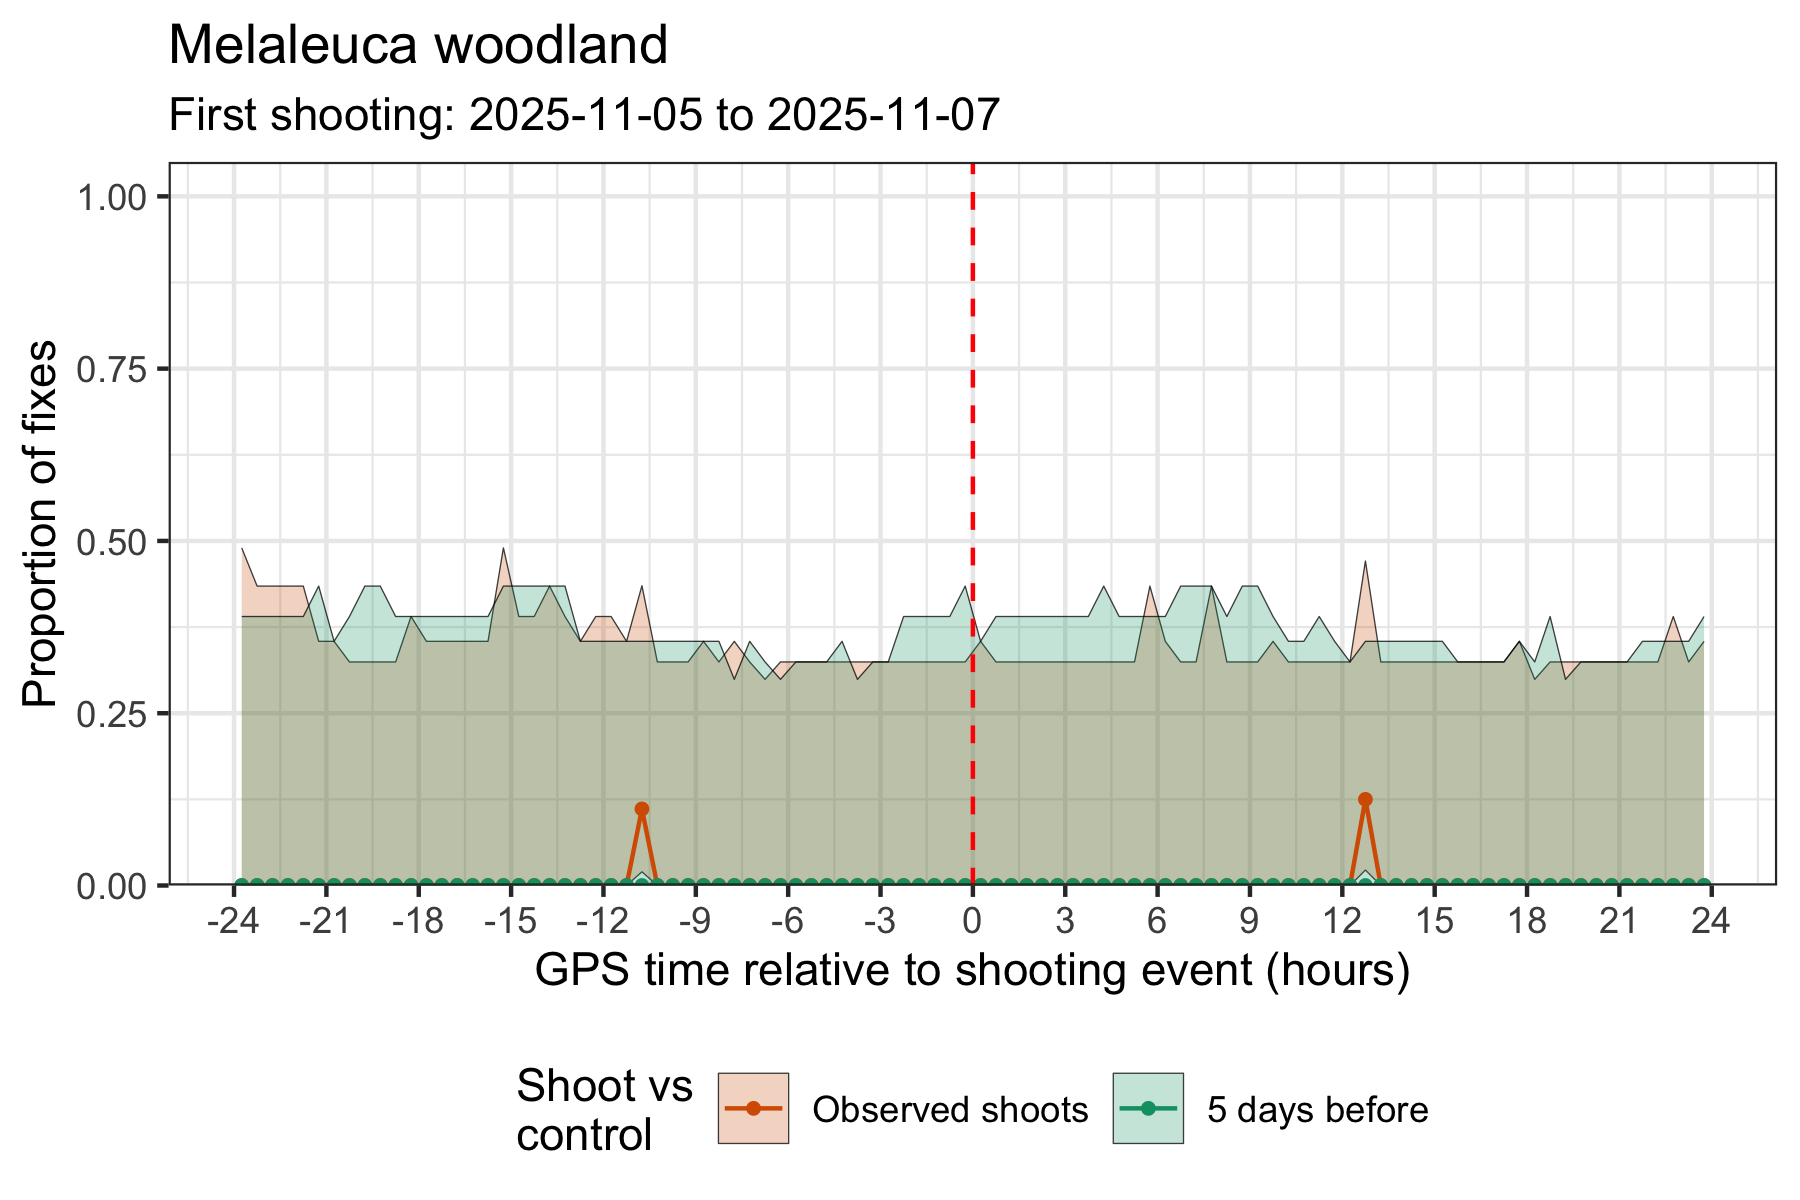 Melaleuca woodland
First shooting: 2025-11-05 to 2025-11-07
Proportion of fixes
1.00
0.75
0.50
0.25
0.00
-24 -21 -18 -15 -12 -9 -6 -3 0 3 6 9 12 15 18 21 24
GPS time relative to shooting event (hours)
Shoot vs
control
Observed shoots
5 days before